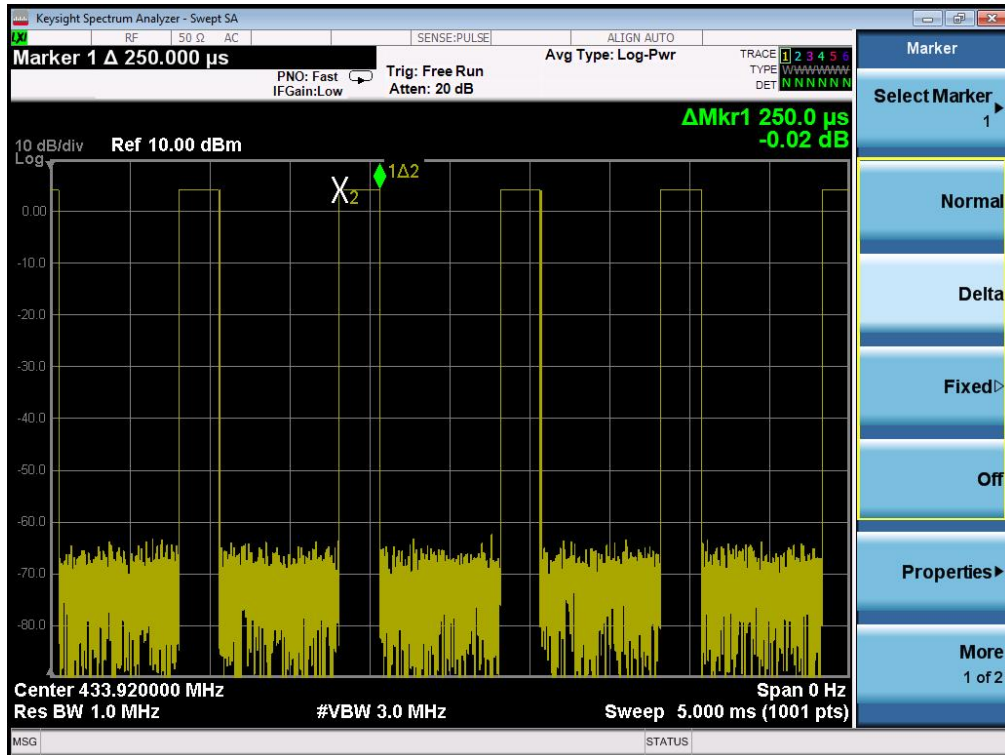 Keysight Spectrum Analyzer - Swept SA
LXI RF 50 Ω AC SENSE:PULSE ALIGN AUTO
Marker 1 Δ 250.000 µs
PNO: Fast
IFGain:Low
Trig: Free Run
Atten: 20 dB
Avg Type: Log-Pwr
TRACE 1 2 3 4 5 6
TYPE WWWWWW
DET N N N N N N
ΔMkr1 250.0 µs
-0.02 dB
10 dB/div Ref 10.00 dBm
Log
X2
1Δ2
0.00
-10.0
-20.0
-30.0
-40.0
-50.0
-60.0
-70.0
-80.0
Center 433.920000 MHz Span 0 Hz
Res BW 1.0 MHz #VBW 3.0 MHz Sweep 5.000 ms (1001 pts)
MSG STATUS
Marker
Select Marker
1
Normal
Delta
Fixed
Off
Properties
More
1 of 2